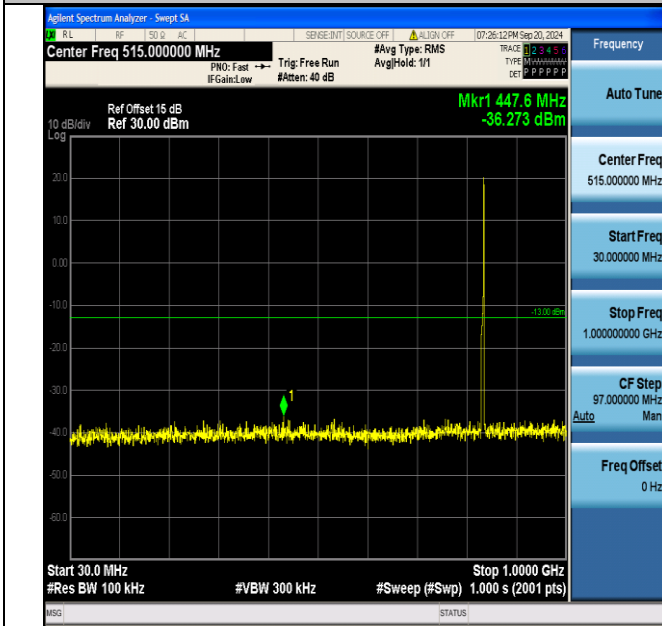 Agilent Spectrum Analyzer - Swept SA
RL RF 50 Ω AC SENSE:INT SOURCE OFF ALIGN OFF 07:26:12 PM Sep 20, 2024
Center Freq 515.000000 MHz
#Avg Type: RMS
TRACE 1 2 3 4 5 6
PNO: Fast
Trig: Free Run
Avg|Hold: 1/1
TYPE M
IFGain:Low
#Atten: 40 dB
DET P P P P P P
Mkr1 447.6 MHz
-36.273 dBm
Ref Offset 15 dB
10 dB/div Ref 30.00 dBm
Log
20.0
10.0
0.00
-10.0
-13.00 dBm
-20.0
-30.0
1
-40.0
-50.0
-60.0
Start 30.0 MHz
Stop 1.0000 GHz
#Res BW 100 kHz
#VBW 300 kHz
#Sweep (#Swp) 1.000 s (2001 pts)
MSG
STATUS
Frequency
Auto Tune
Center Freq
515.000000 MHz
Start Freq
30.000000 MHz
Stop Freq
1.000000000 GHz
CF Step
97.000000 MHz
Auto Man
Freq Offset
0 Hz